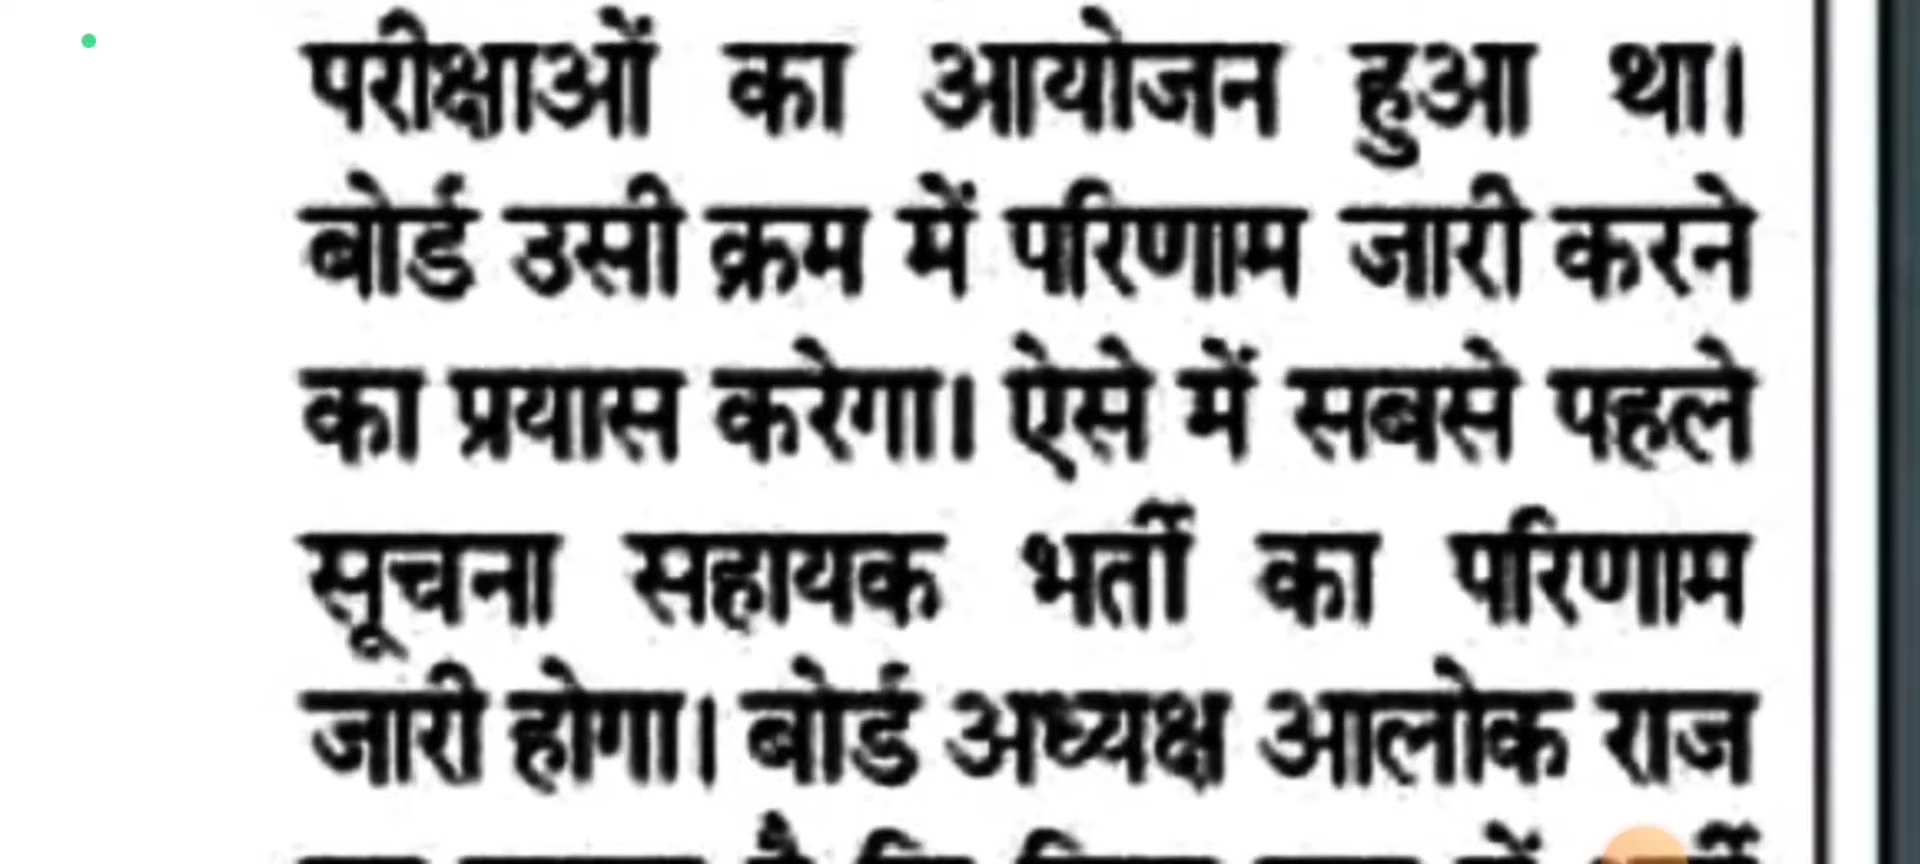 परीक्षाओं का आयोजन हुआ था।
बोर्ड उसी क्रम में परिणाम जारी करने
का प्रयास करेगा। ऐसे में सबसे पहले
सूचना सहायक भर्ती का परिणाम
जारी होगा। बोर्ड अध्यक्ष आलोक राज